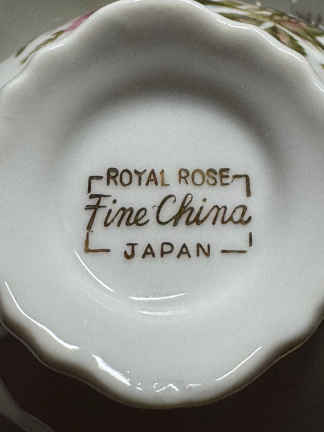 ROYAL ROSE
Fine China
JAPAN